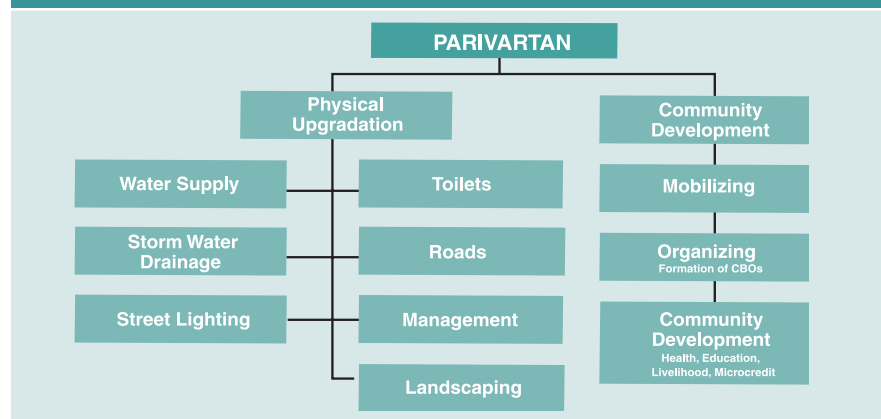 PARIVARTAN
Physical
Upgradation
Water Supply
Toilets
Storm Water
Drainage
Roads
Street Lighting
Management
Landscaping
Community
Development
Mobilizing
Organizing
Formation of CBOs
Community
Development
Health, Education,
Livelihood, Microcredit